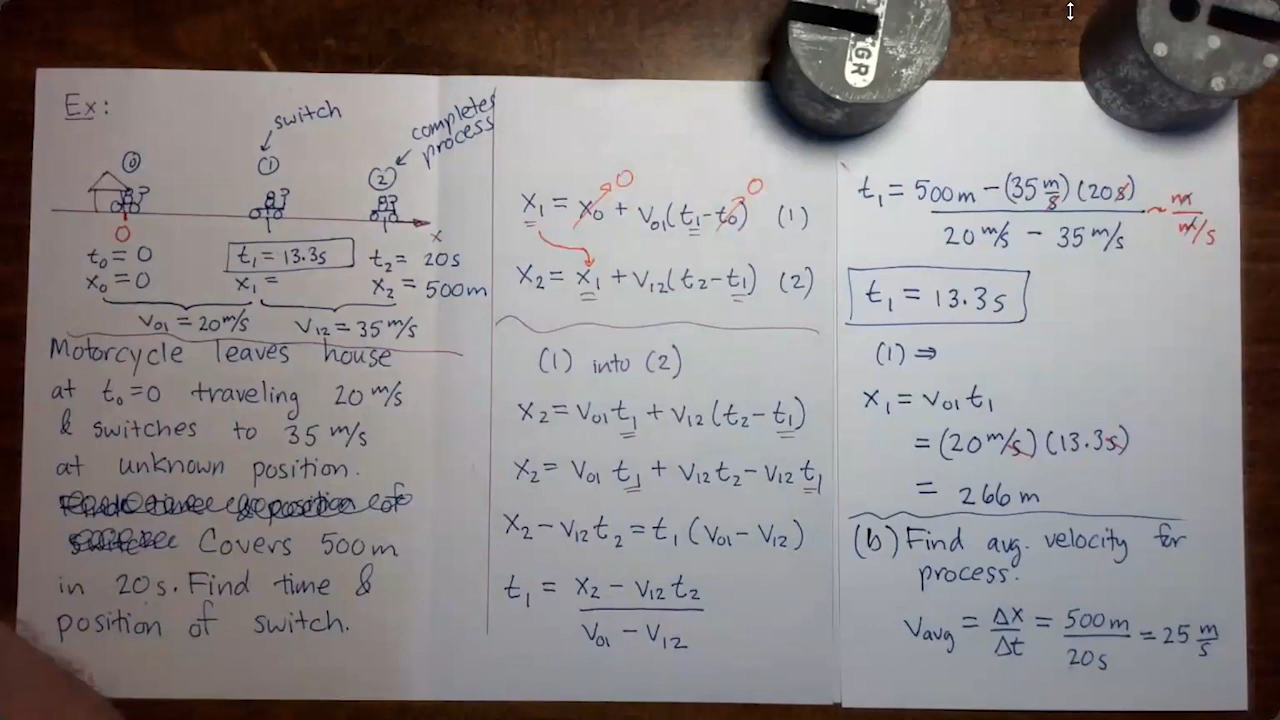 Ex:
switch
completes
process
0
1
2
0
x
t₀ = 0
x₀ = 0
t₁ = 13.3s
x₁ =
t₂ = 20s
x₂ = 500m
v₀₁ = 20 m/s
v₁₂ = 35 m/s
Motorcycle leaves house
at t₀=0 traveling 20 m/s
& switches to 35 m/s
at unknown position.
Covers 500m
in 20s. Find time &
position of switch.
x₁ = x₀ + v₀₁(t₁-t₀) (1)
0
0
x₂ = x₁ + v₁₂(t₂-t₁) (2)
(1) into (2)
x₂ = v₀₁t₁ + v₁₂(t₂-t₁)
x₂ = v₀₁ t₁ + v₁₂t₂ - v₁₂t₁
x₂ - v₁₂t₂ = t₁(v₀₁ - v₁₂)
t₁ = x₂ - v₁₂t₂
v₀₁ - v₁₂
t₁ = 500m - (35 m/s)(20s)
20 m/s - 35 m/s
~ m
m/s
t₁ = 13.3s
(1) ⇒
x₁ = v₀₁t₁
= (20 m/s)(13.3s)
= 266m
(b) Find avg. velocity for
process.
vavg = Δx/Δt = 500m/20s = 25 m/s
GR